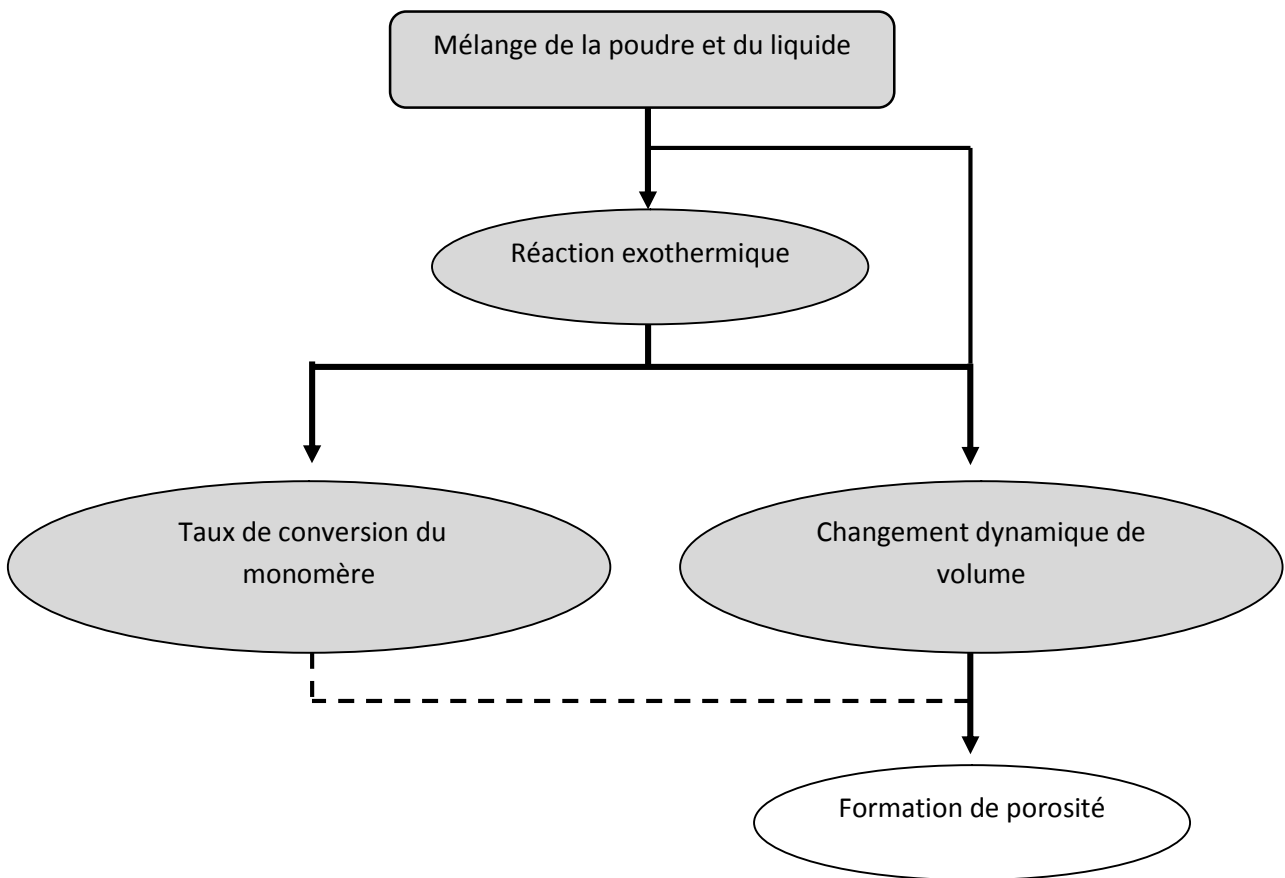 Mélange de la poudre et du liquide
Réaction exothermique
Taux de conversion du
monomère
Changement dynamique de
volume
Formation de porosité